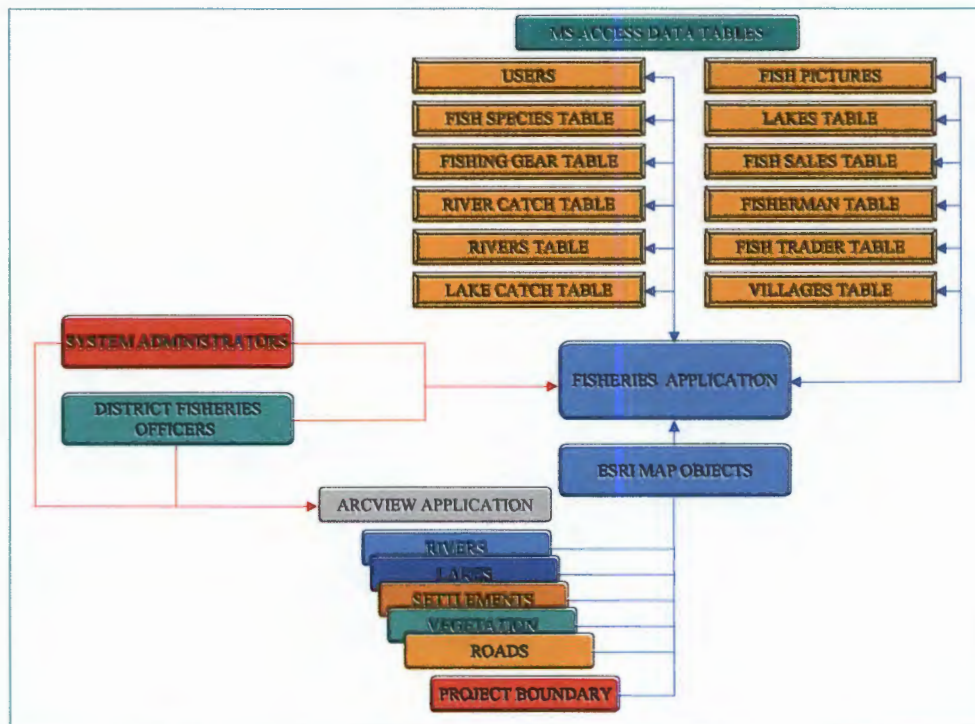 MS ACCESS DATA TABLES
USERS
FISH PICTURES
FISH SPECIES TABLE
LAKES TABLE
FISHING GEAR TABLE
FISH SALES TABLE
RIVER CATCH TABLE
FISHERMAN TABLE
RIVERS TABLE
FISH TRADER TABLE
LAKE CATCH TABLE
VILLAGES TABLE
SYSTEM ADMINISTRATORS
FISHERIES APPLICATION
DISTRICT FISHERIES
OFFICERS
ESRI MAP OBJECTS
ARCVIEW APPLICATION
RIVERS
LAKES
SETTLEMENTS
VEGETATION
ROADS
PROJECT BOUNDARY